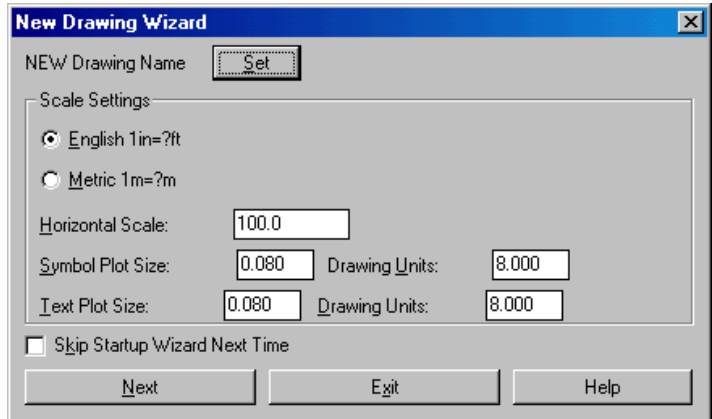 New Drawing Wizard
NEW Drawing Name Set
Scale Settings
English 1in=?ft
Metric 1m=?m
Horizontal Scale: 100.0
Symbol Plot Size: 0.080 Drawing Units: 8.000
Text Plot Size: 0.080 Drawing Units: 8.000
Skip Startup Wizard Next Time
Next Exit Help